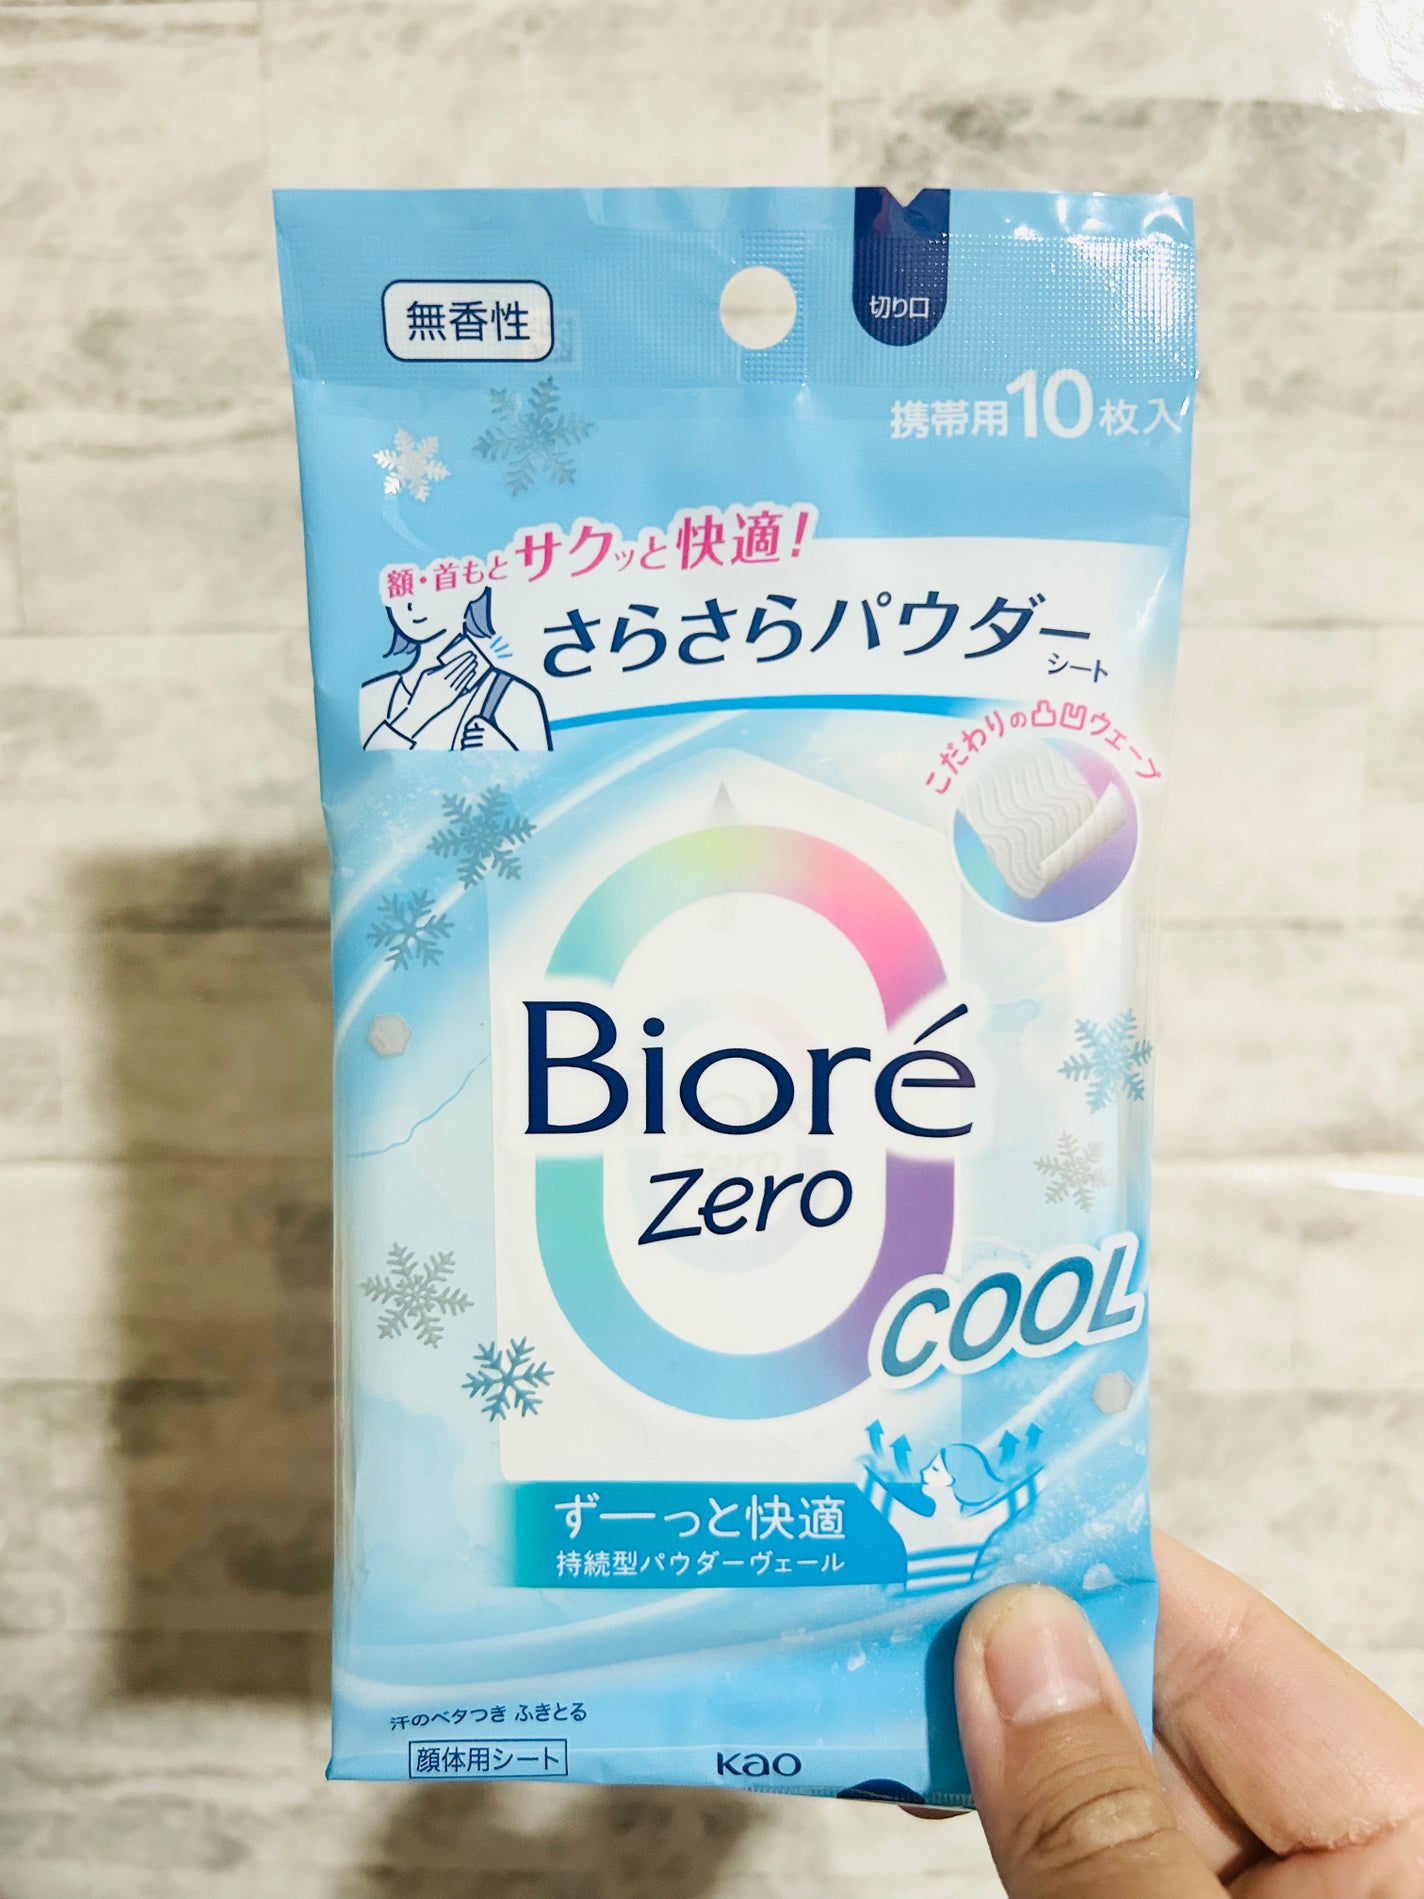 無香性
切り口
携帯用10枚入
額・首もとサクッと快適!
さらさらパウダー
シート
こだわりの凸凹ウェーブ
Bioré
zero
COOL
ずーっと快適
持続型パウダーヴェール
汗のベタつき ふきとる
顔体用シート
Kao